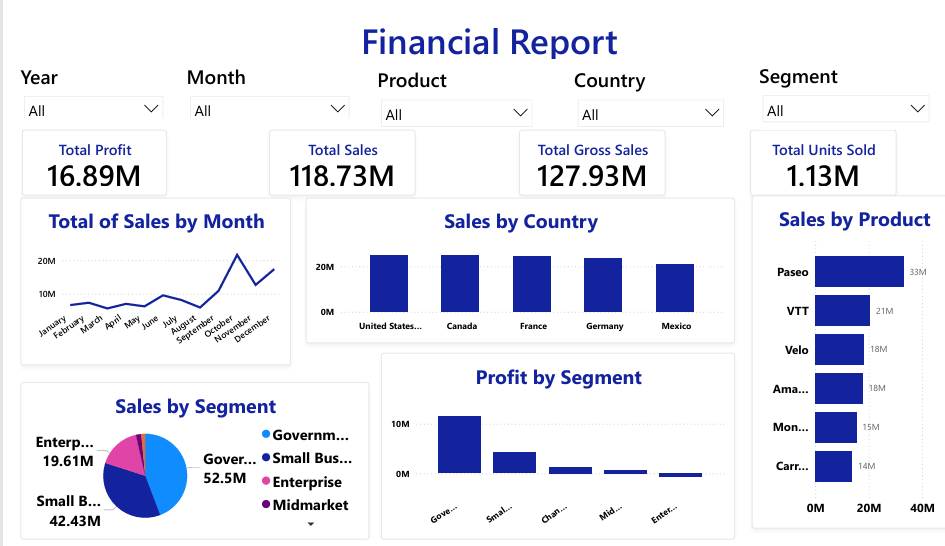 Financial Report
Year
Month
Product
Country
Segment
All
All
All
All
All
Total Profit
16.89M
Total Sales
118.73M
Total Gross Sales
127.93M
Total Units Sold
1.13M
Total of Sales by Month
20M
10M
January
February
March
April
May
June
July
August
September
October
November
December
Sales by Country
20M
0M
United States...
Canada
France
Germany
Mexico
Sales by Product
Paseo
33M
VTT
21M
Velo
18M
Ama...
18M
Mon...
15M
Carr...
14M
0M
20M
40M
Sales by Segment
Enterp...
19.61M
Small B...
42.43M
Gover...
52.5M
Governm...
Small Bus...
Enterprise
Midmarket
Profit by Segment
10M
0M
Gove...
Smal...
Chan...
Mid...
Enter...